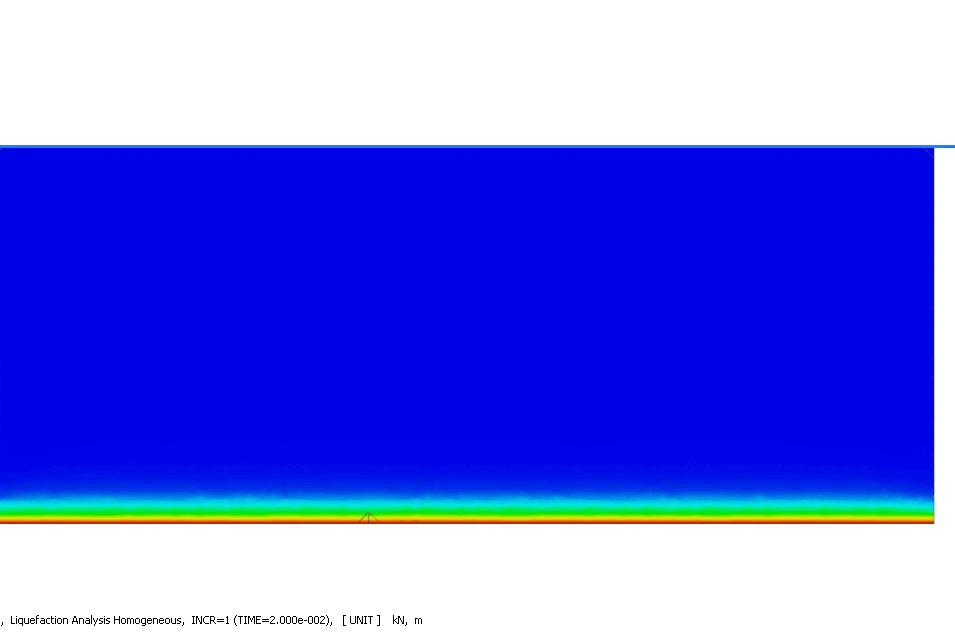 , Liquefaction Analysis Homogeneous, INCR=1 (TIME=2.000e-002), [ UNIT ] kN, m